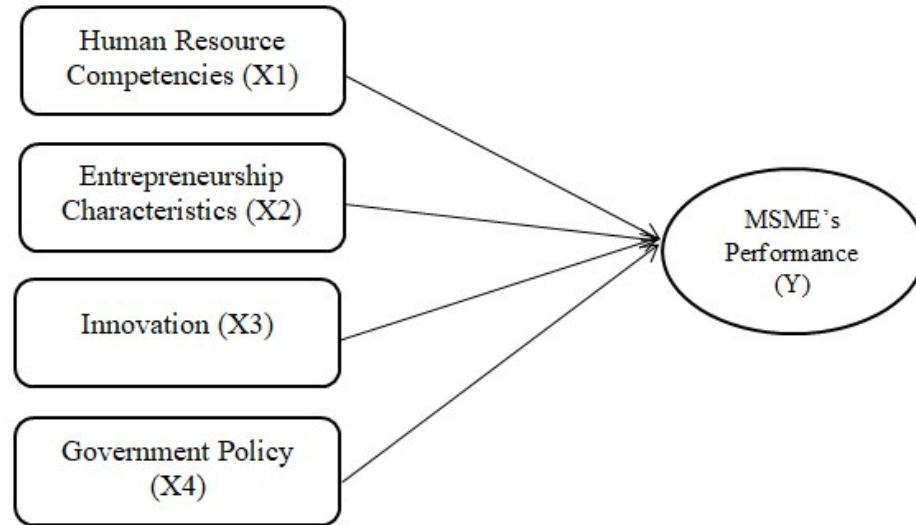 Human Resource
Competencies (X1)
Entrepreneurship
Characteristics (X2)
Innovation (X3)
Government Policy
(X4)
MSME’s
Performance
(Y)